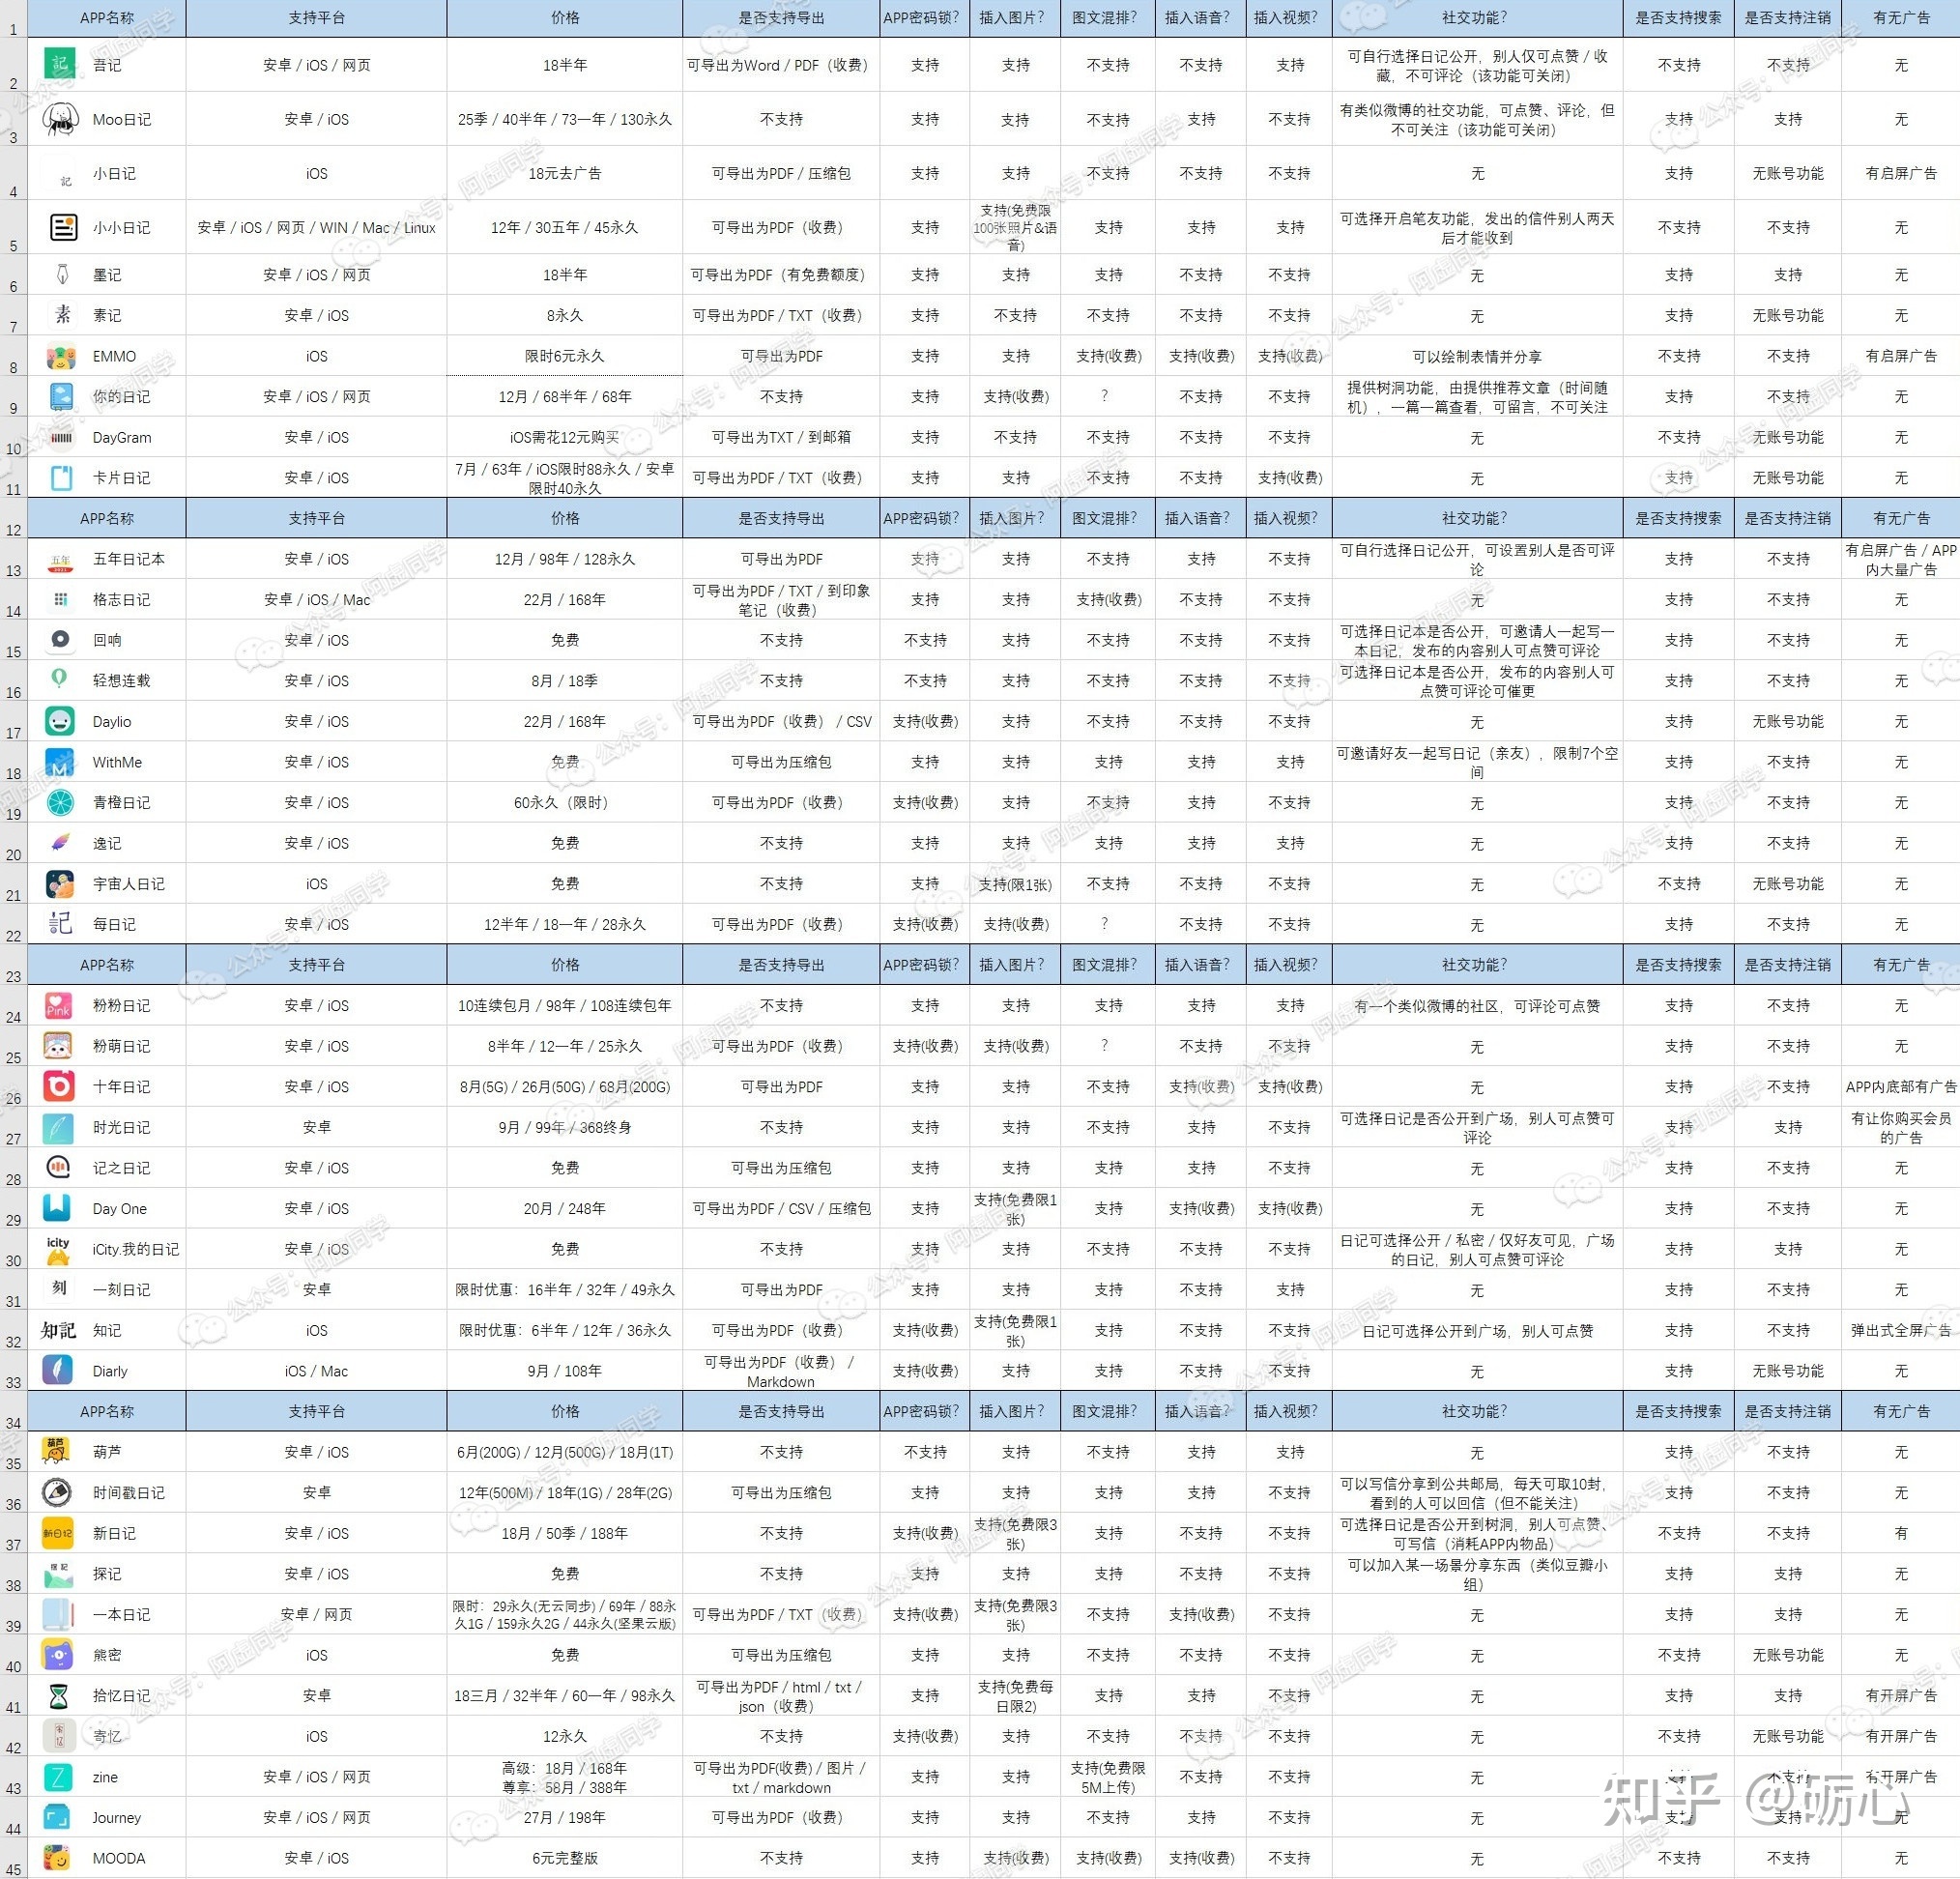 1 APP名称 支持平台 价格 是否支持导出 APP密码锁? 插入图片? 图文混排? 插入语音? 插入视频? 社交功能? 是否支持搜索 是否支持注销 有无广告
2 吾记 安卓 / iOS / 网页 18半年 可导出为Word / PDF（收费） 支持 支持 不支持 不支持 支持 可自行选择日记公开，别人仅可点赞 / 收藏，不可评论（该功能可关闭） 不支持 不支持 无
3 Moo日记 安卓 / iOS 25季 / 40半年 / 73一年 / 130永久 不支持 支持 支持 不支持 支持 不支持 有类似微博的社交功能，可点赞、评论，但不可关注（该功能可关闭） 支持 支持 无
4 小日记 iOS 18元去广告 可导出为PDF / 压缩包 支持 支持 不支持 不支持 不支持 无 支持 无账号功能 有启屏广告
5 小小日记 安卓 / iOS / 网页 / WIN / Mac / Linux 12年 / 30五年 / 45永久 可导出为PDF（收费） 支持 支持(免费限100张照片&语音) 支持 支持 支持 可选择开启笔友功能，发出的信件别人两天后才能收到 不支持 不支持 无
6 墨记 安卓 / iOS / 网页 18半年 可导出为PDF（有免费额度） 支持 支持 支持 不支持 不支持 无 支持 支持 无
7 素记 安卓 / iOS 8永久 可导出为PDF / TXT（收费） 支持 不支持 不支持 不支持 不支持 无 支持 无账号功能 无
8 EMMO iOS 限时6元永久 可导出为PDF 支持 支持 支持(收费) 支持(收费) 支持(收费) 可以绘制表情并分享 不支持 不支持 有启屏广告
9 你的日记 安卓 / iOS / 网页 12月 / 68半年 / 68年 不支持 支持 支持(收费) ? 不支持 不支持 提供树洞功能，由提供推荐文章（时间随机），一篇一篇查看，可留言，不可关注 支持 不支持 无
10 DayGram 安卓 / iOS iOS需花12元购买 可导出为TXT / 到邮箱 支持 不支持 不支持 不支持 不支持 无 不支持 无账号功能 无
11 卡片日记 安卓 / iOS 7月 / 63年 / iOS限时88永久 / 安卓限时40永久 可导出为PDF / TXT（收费） 支持 支持 不支持 不支持 支持(收费) 无 支持 无账号功能 无
12 APP名称 支持平台 价格 是否支持导出 APP密码锁? 插入图片? 图文混排? 插入语音? 插入视频? 社交功能? 是否支持搜索 是否支持注销 有无广告
13 五年日记本 安卓 / iOS 12月 / 98年 / 128永久 可导出为PDF 支持 支持 不支持 支持 不支持 可自行选择日记公开，可设置别人是否可评论 支持 不支持 有启屏广告 / APP内大量广告
14 格志日记 安卓 / iOS / Mac 22月 / 168年 可导出为PDF / TXT / 到印象笔记（收费） 支持 支持 支持(收费) 不支持 不支持 无 支持 不支持 无
15 回响 安卓 / iOS 免费 不支持 不支持 支持 不支持 不支持 不支持 可选择日记本是否公开，可邀请人一起写一本日记，发布的内容别人可点赞可评论 支持 不支持 无
16 轻想连载 安卓 / iOS 8月 / 18季 不支持 不支持 支持 不支持 不支持 不支持 可选择日记本是否公开，发布的内容别人可点赞可评论可催更 支持 不支持 无
17 Daylio 安卓 / iOS 22月 / 168年 可导出为PDF（收费） / CSV 支持(收费) 支持 不支持 不支持 不支持 无 支持 无账号功能 无
18 WithMe 安卓 / iOS 免费 可导出为压缩包 支持 支持 支持 支持 支持 可邀请好友一起写日记（亲友），限制7个空间 支持 不支持 无
19 青橙日记 安卓 / iOS 60永久（限时） 可导出为PDF（收费） 支持(收费) 支持 不支持 支持 不支持 无 支持 不支持 无
20 逸记 安卓 / iOS 免费 不支持 支持 支持 支持 支持 支持 无 支持 不支持 无
21 宇宙人日记 iOS 免费 不支持 支持 支持(限1张) 不支持 不支持 不支持 无 不支持 无账号功能 无
22 每日记 安卓 / iOS 12半年 / 18一年 / 28永久 可导出为PDF（收费） 支持(收费) 支持(收费) ? 不支持 不支持 无 支持 不支持 无
23 APP名称 支持平台 价格 是否支持导出 APP密码锁? 插入图片? 图文混排? 插入语音? 插入视频? 社交功能? 是否支持搜索 是否支持注销 有无广告
24 粉粉日记 安卓 / iOS 10连续包月 / 98年 / 108连续包年 不支持 支持 支持 支持 支持 支持 有一个类似微博的社区，可评论可点赞 支持 不支持 无
25 粉萌日记 安卓 / iOS 8半年 / 12一年 / 25永久 可导出为PDF（收费） 支持(收费) 支持(收费) ? 不支持 不支持 无 支持 不支持 无
26 十年日记 安卓 / iOS 8月(5G) / 26月(50G) / 68月(200G) 可导出为PDF 支持 支持 不支持 支持(收费) 支持(收费) 无 支持 不支持 APP内底部有广告
27 时光日记 安卓 9月 / 99年 / 368终身 不支持 支持 支持 不支持 支持 不支持 可选择日记是否公开到广场，别人可点赞可评论 支持 支持 有让你购买会员的广告
28 记之日记 安卓 / iOS 免费 可导出为压缩包 支持 支持 支持 支持 不支持 无 支持 不支持 无
29 Day One 安卓 / iOS 20月 / 248年 可导出为PDF / CSV / 压缩包 支持 支持(免费限1张) 支持 支持(收费) 支持(收费) 无 支持 不支持 无
30 iCity.我的日记 安卓 / iOS 免费 不支持 支持 支持 不支持 不支持 不支持 日记可选择公开 / 私密 / 仅好友可见，广场的日记，别人可点赞可评论 支持 支持 无
31 一刻日记 安卓 限时优惠：16半年 / 32年 / 49永久 可导出为PDF 支持 支持 支持 不支持 支持 无 支持 不支持 无
32 知记 iOS 限时优惠：6半年 / 12年 / 36永久 可导出为PDF（收费） 支持(收费) 支持(免费限1张) 支持 不支持 不支持 日记可选择公开到广场，别人可点赞 支持 不支持 弹出式全屏广告
33 Diarly iOS / Mac 9月 / 108年 可导出为PDF（收费） / Markdown 支持(收费) 支持 支持 不支持 不支持 无 支持 无账号功能 无
34 APP名称 支持平台 价格 是否支持导出 APP密码锁? 插入图片? 图文混排? 插入语音? 插入视频? 社交功能? 是否支持搜索 是否支持注销 有无广告
35 葫芦 安卓 / iOS 6月(200G) / 12月(500G) / 18月(1T) 不支持 不支持 支持 不支持 支持 支持 无 支持 不支持 无
36 时间戳日记 安卓 12年(500M) / 18年(1G) / 28年(2G) 可导出为压缩包 支持 支持 支持 支持 不支持 可以写信分享到公共邮局，每天可取10封，看到的人可以回信（但不能关注） 支持 不支持 无
37 新日记 安卓 / iOS 18月 / 50季 / 188年 不支持 支持(收费) 支持(免费限3张) 支持 不支持 不支持 可选择日记是否公开到树洞，别人可点赞、可写信（消耗APP内物品） 不支持 不支持 有
38 探记 安卓 / iOS 免费 不支持 支持 支持 不支持 不支持 不支持 可以加入某一场景分享东西（类似豆瓣小组） 支持 支持 无
39 一本日记 安卓 / 网页 限时：29永久(无云同步) / 69年 / 88永久1G / 159永久2G / 44永久(坚果云版) 可导出为PDF / TXT（收费） 支持(收费) 支持(免费限3张) 不支持 支持(收费) 不支持 无 支持 支持 无
40 熊密 iOS 免费 可导出为压缩包 支持 支持 不支持 不支持 不支持 无 不支持 无账号功能 无
41 拾忆日记 安卓 18三月 / 32半年 / 60一年 / 98永久 可导出为PDF / html / txt / json（收费） 支持 支持(免费每日限2) 支持 支持 不支持 无 支持 支持 有开屏广告
42 寄忆 iOS 12永久 不支持 支持(收费) 支持 不支持 不支持 不支持 无 不支持 无账号功能 有开屏广告
43 zine 安卓 / iOS / 网页 高级：18月 / 168年 尊享：58月 / 388年 可导出为PDF(收费) / 图片 / txt / markdown 支持 支持 支持(免费限5M上传) 不支持 不支持 无 支持 不支持 有开屏广告
44 Journey 安卓 / iOS / 网页 27月 / 198年 可导出为PDF（收费） 支持 支持 不支持 支持 不支持 无 支持 支持 无
45 MOODA 安卓 / iOS 6元完整版 不支持 支持 支持(收费) 支持(收费) 支持(收费) 不支持 无 不支持 不支持 无
公众号：阿虚同学
知乎 @砺心